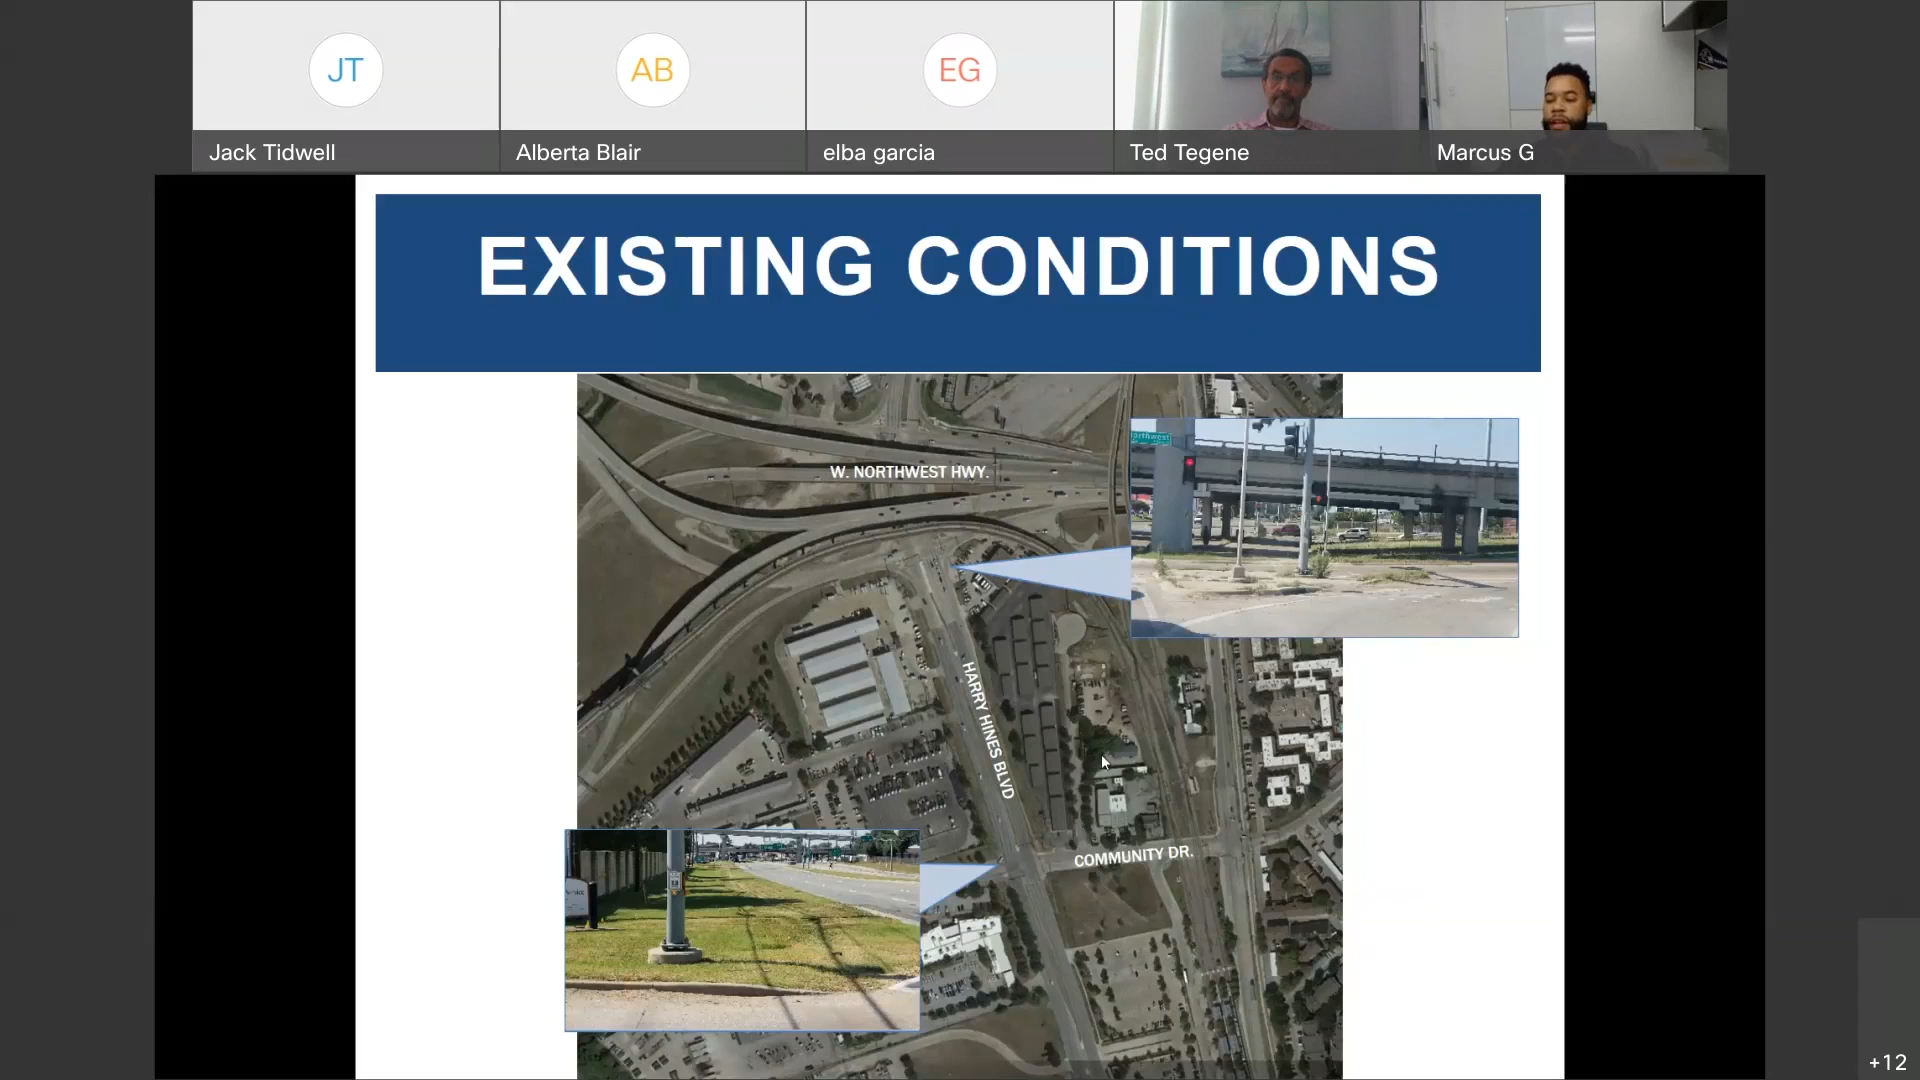 JT
AB
EG
Jack Tidwell
Alberta Blair
elba garcia
Ted Tegene
Marcus G
EXISTING CONDITIONS
W. NORTHWEST HWY.
HARRY HINES BLVD
COMMUNITY DR.
+12